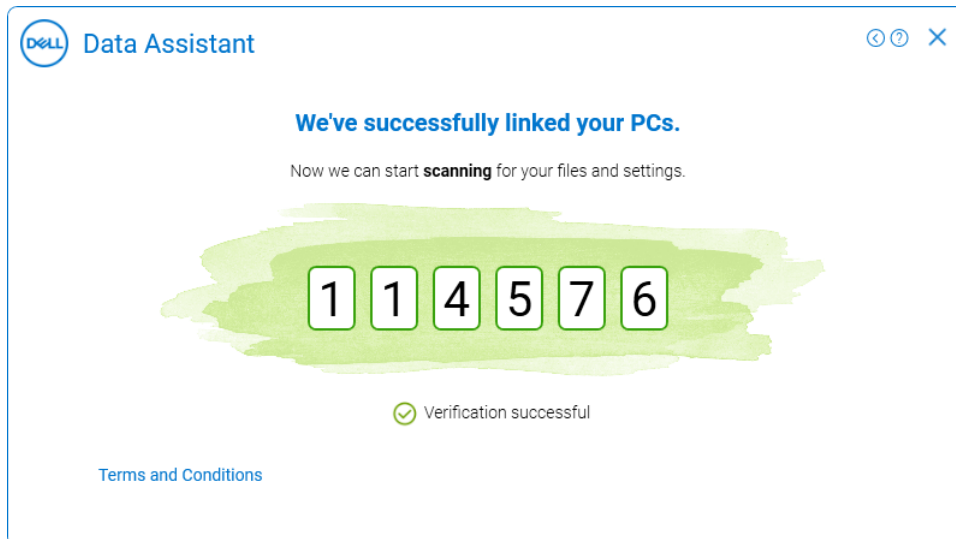 DELL
Data Assistant
We've successfully linked your PCs.
Now we can start scanning for your files and settings.
1 1 4 5 7 6
Verification successful
Terms and Conditions